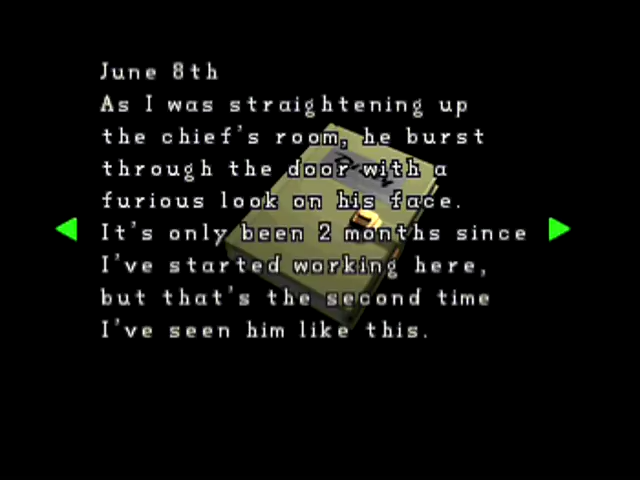 June 8th
As I was straightening up
the chief's room, he burst
through the door with a
furious look on his face.
It's only been 2 months since
I've started working here,
but that's the second time
I've seen him like this.